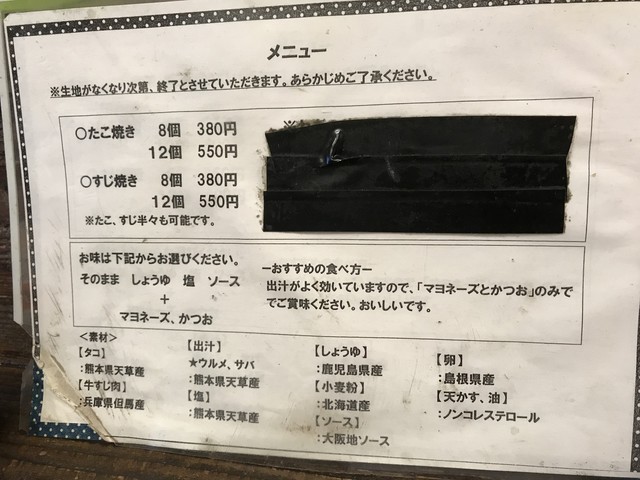 メニュー
※生地がなくなり次第、終了とさせていただきます。あらかじめご了承ください。
○たこ焼き 8個 380円
12個 550円
○すじ焼き 8個 380円
12個 550円
※たこ、すじ半々も可能です。
お味は下記からお選びください。
そのまま しょうゆ 塩 ソース
+
マヨネーズ、かつお
ーおすすめの食べ方ー
出汁がよく効いていますので、「マヨネーズとかつお」のみで
でご賞味ください。おいしいです。
<素材>
【タコ】
:熊本県天草産
【牛すじ肉】
:兵庫県但馬産
【出汁】
★ウルメ、サバ
:熊本県天草産
【塩】
:熊本県天草産
【しょうゆ】
:鹿児島県産
【小麦粉】
:北海道産
【ソース】
:大阪地ソース
【卵】
:島根県産
【天かす、油】
:ノンコレステロール